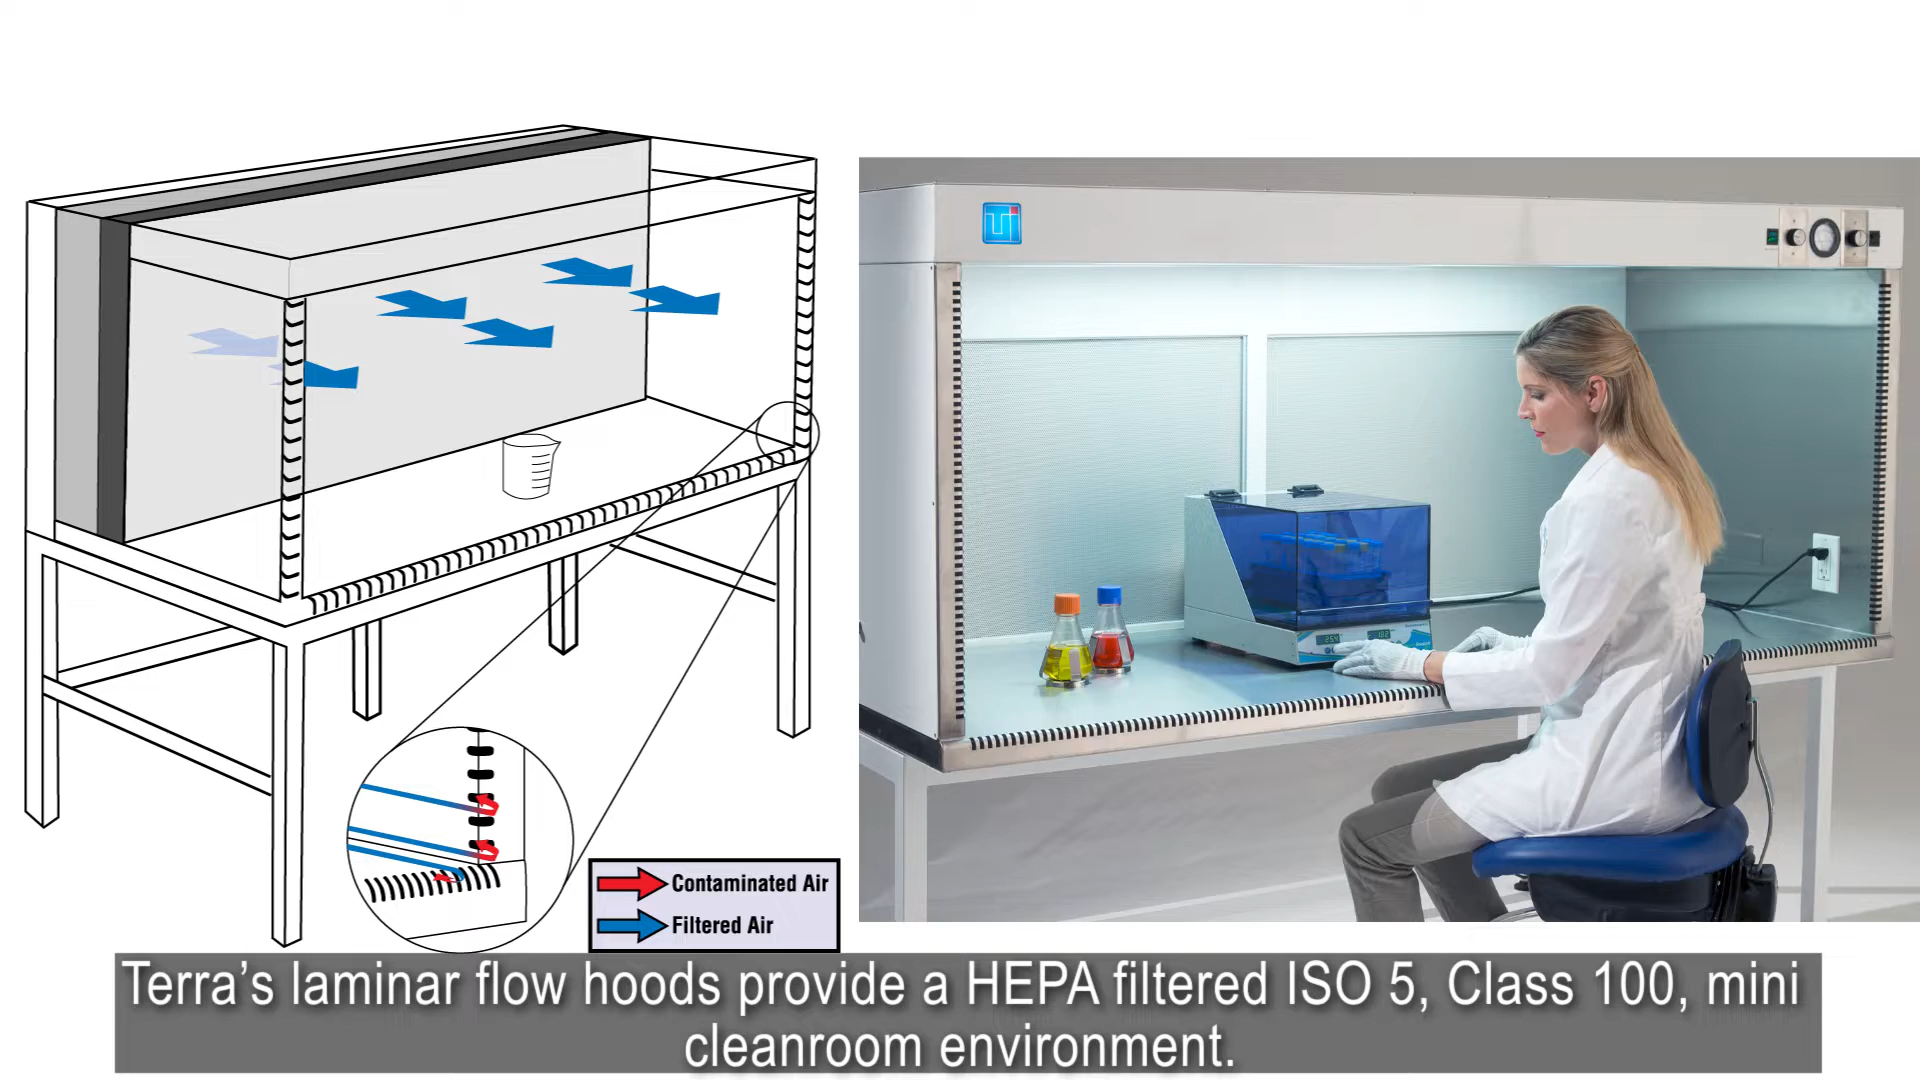 Contaminated Air
Filtered Air
Terra’s laminar flow hoods provide a HEPA filtered ISO 5, Class 100, mini
cleanroom environment.